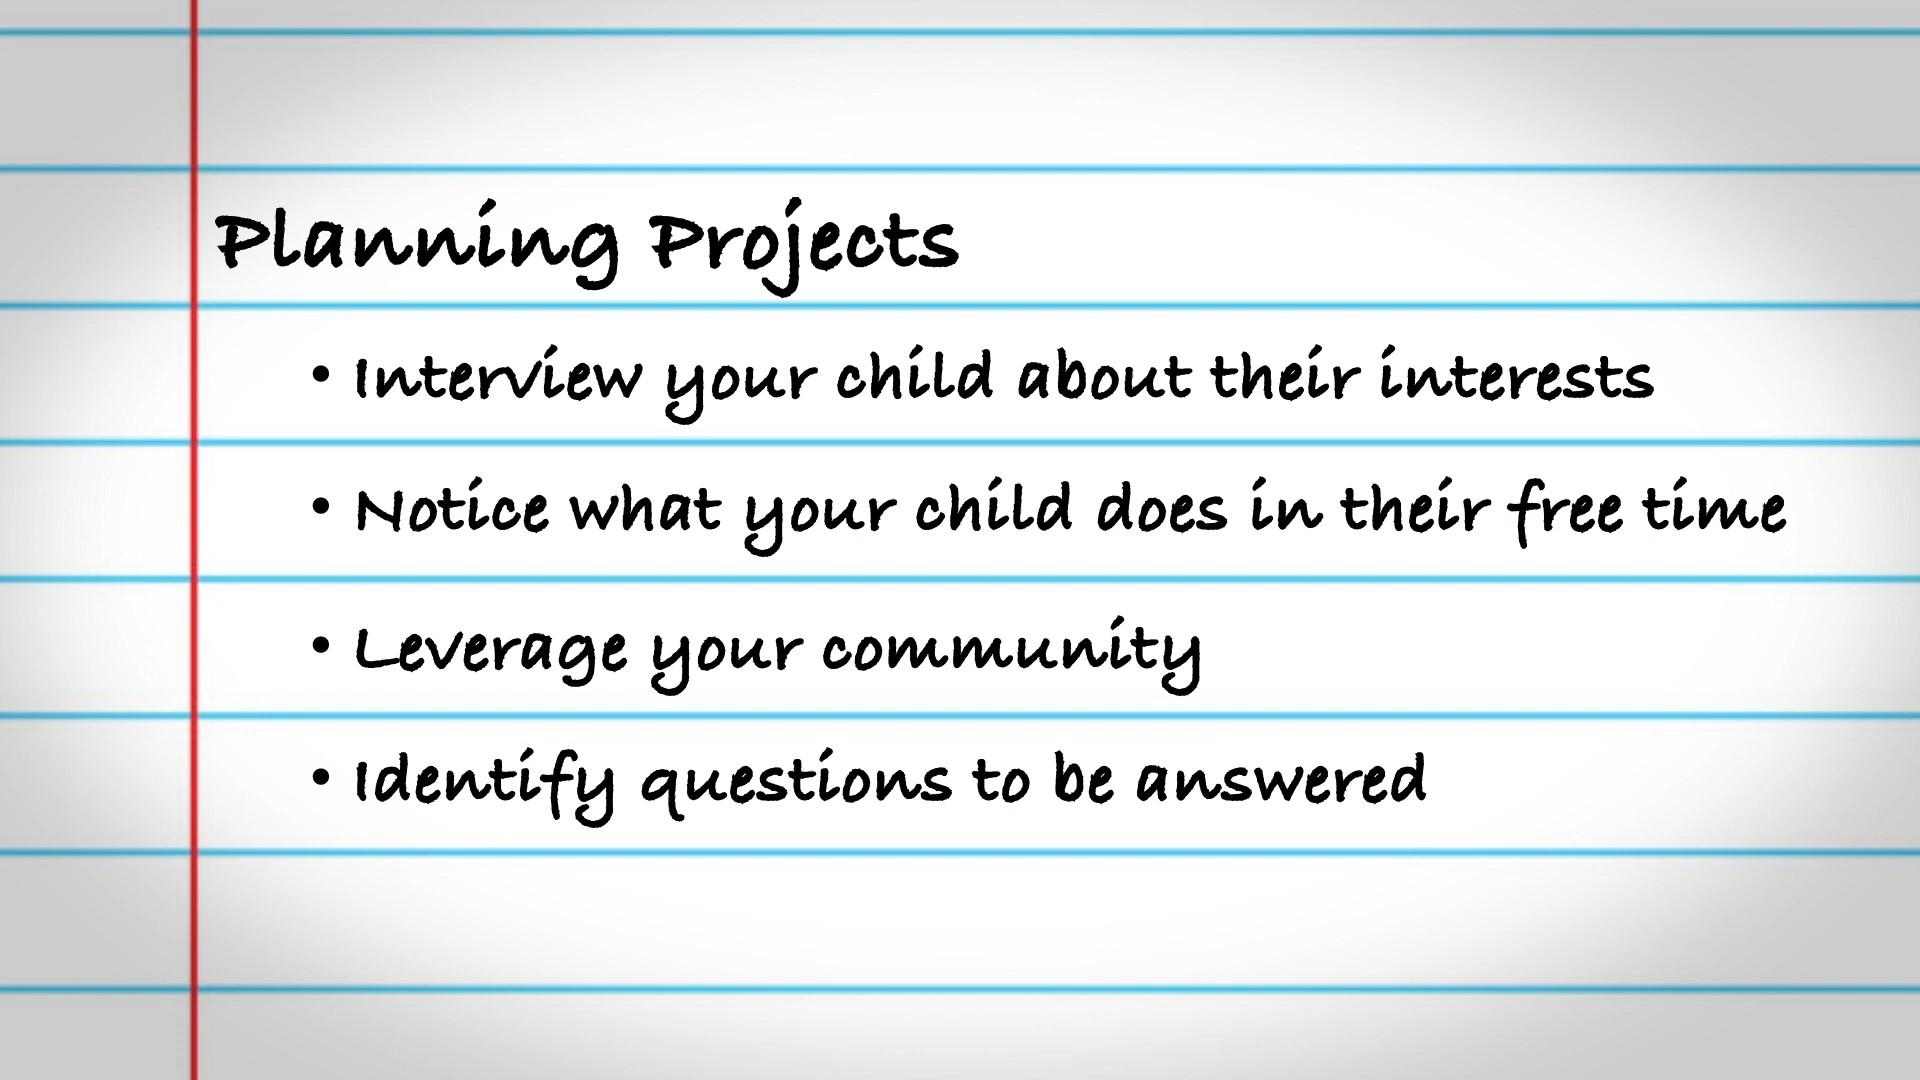 Planning Projects
• Interview your child about their interests
• Notice what your child does in their free time
• Leverage your community
• Identify questions to be answered